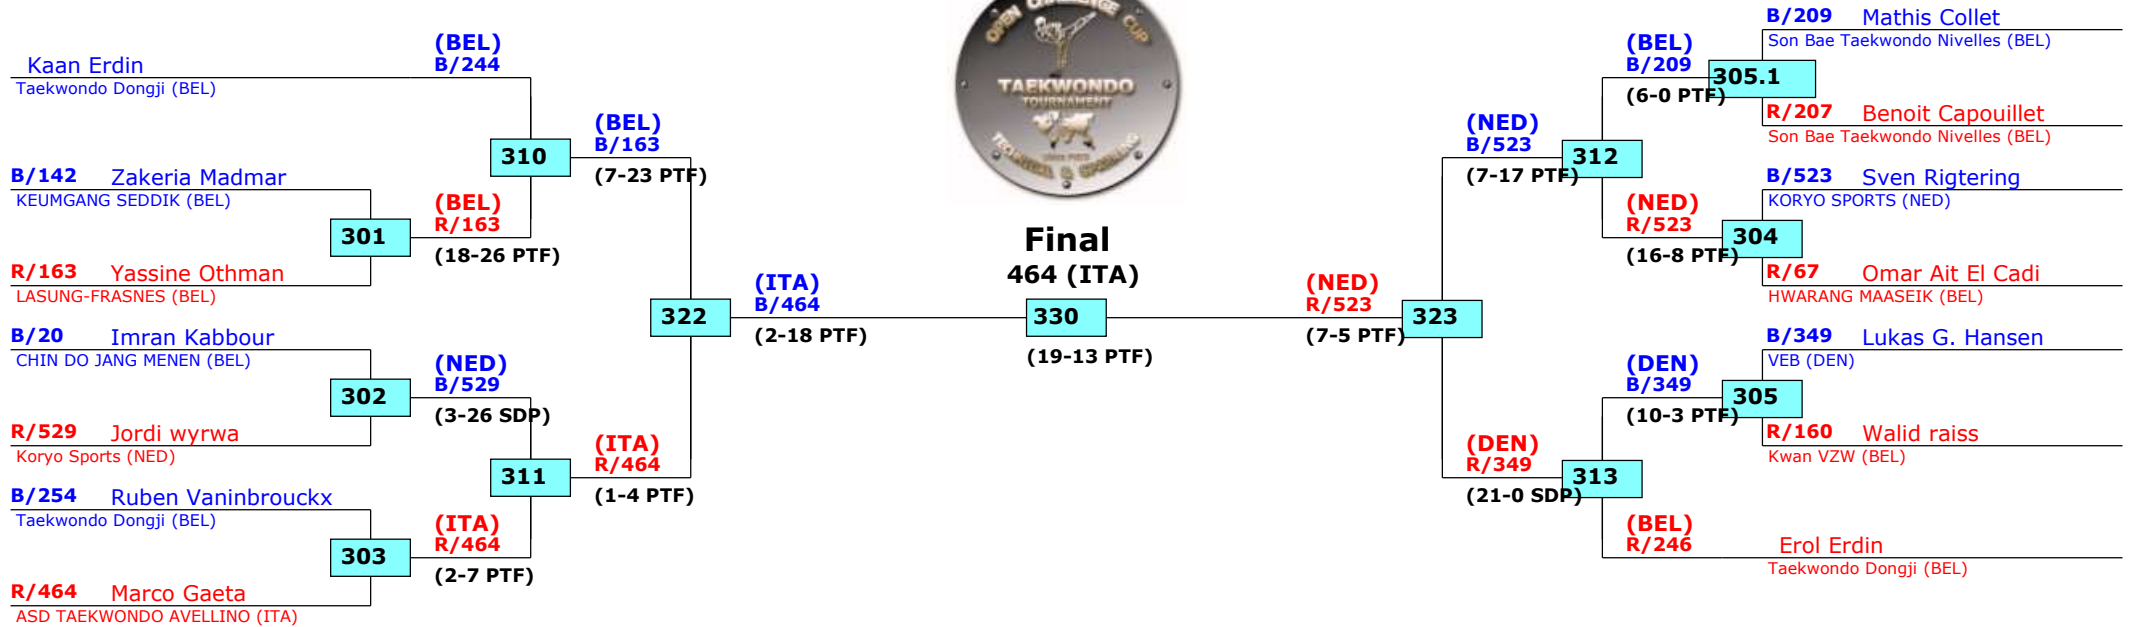 (BEL)
B/244
Kaan Erdin
Taekwondo Dongji (BEL)
310
(BEL)
B/163
(7-23 PTF)
B/142 Zakeria Madmar
KEUMGANG SEDDIK (BEL)
301
(BEL)
R/163
(18-26 PTF)
R/163 Yassine Othman
LASUNG-FRASNES (BEL)
322
(ITA)
B/464
(2-18 PTF)
B/20 Imran Kabbour
CHIN DO JANG MENEN (BEL)
302
(NED)
B/529
(3-26 SDP)
R/529 Jordi wyrwa
Koryo Sports (NED)
311
(ITA)
R/464
(1-4 PTF)
B/254 Ruben Vaninbrouckx
Taekwondo Dongji (BEL)
303
(ITA)
R/464
(2-7 PTF)
R/464 Marco Gaeta
ASD TAEKWONDO AVELLINO (ITA)
OPEN CHALLENGE CUP
TAEKWONDO
TOURNAMENT
Final
464 (ITA)
330
(19-13 PTF)
(NED)
R/523
(7-5 PTF)
323
(NED)
B/523
(7-17 PTF)
312
(BEL)
B/209
(6-0 PTF)
305.1
B/209 Mathis Collet
Son Bae Taekwondo Nivelles (BEL)
R/207 Benoit Capouillet
Son Bae Taekwondo Nivelles (BEL)
(NED)
R/523
(16-8 PTF)
304
B/523 Sven Rigtering
KORYO SPORTS (NED)
R/67 Omar Ait El Cadi
HWARANG MAASEIK (BEL)
(DEN)
R/349
(21-0 SDP)
313
(DEN)
B/349
(10-3 PTF)
305
B/349 Lukas G. Hansen
VEB (DEN)
R/160 Walid raiss
Kwan VZW (BEL)
(BEL)
R/246
Erol Erdin
Taekwondo Dongji (BEL)